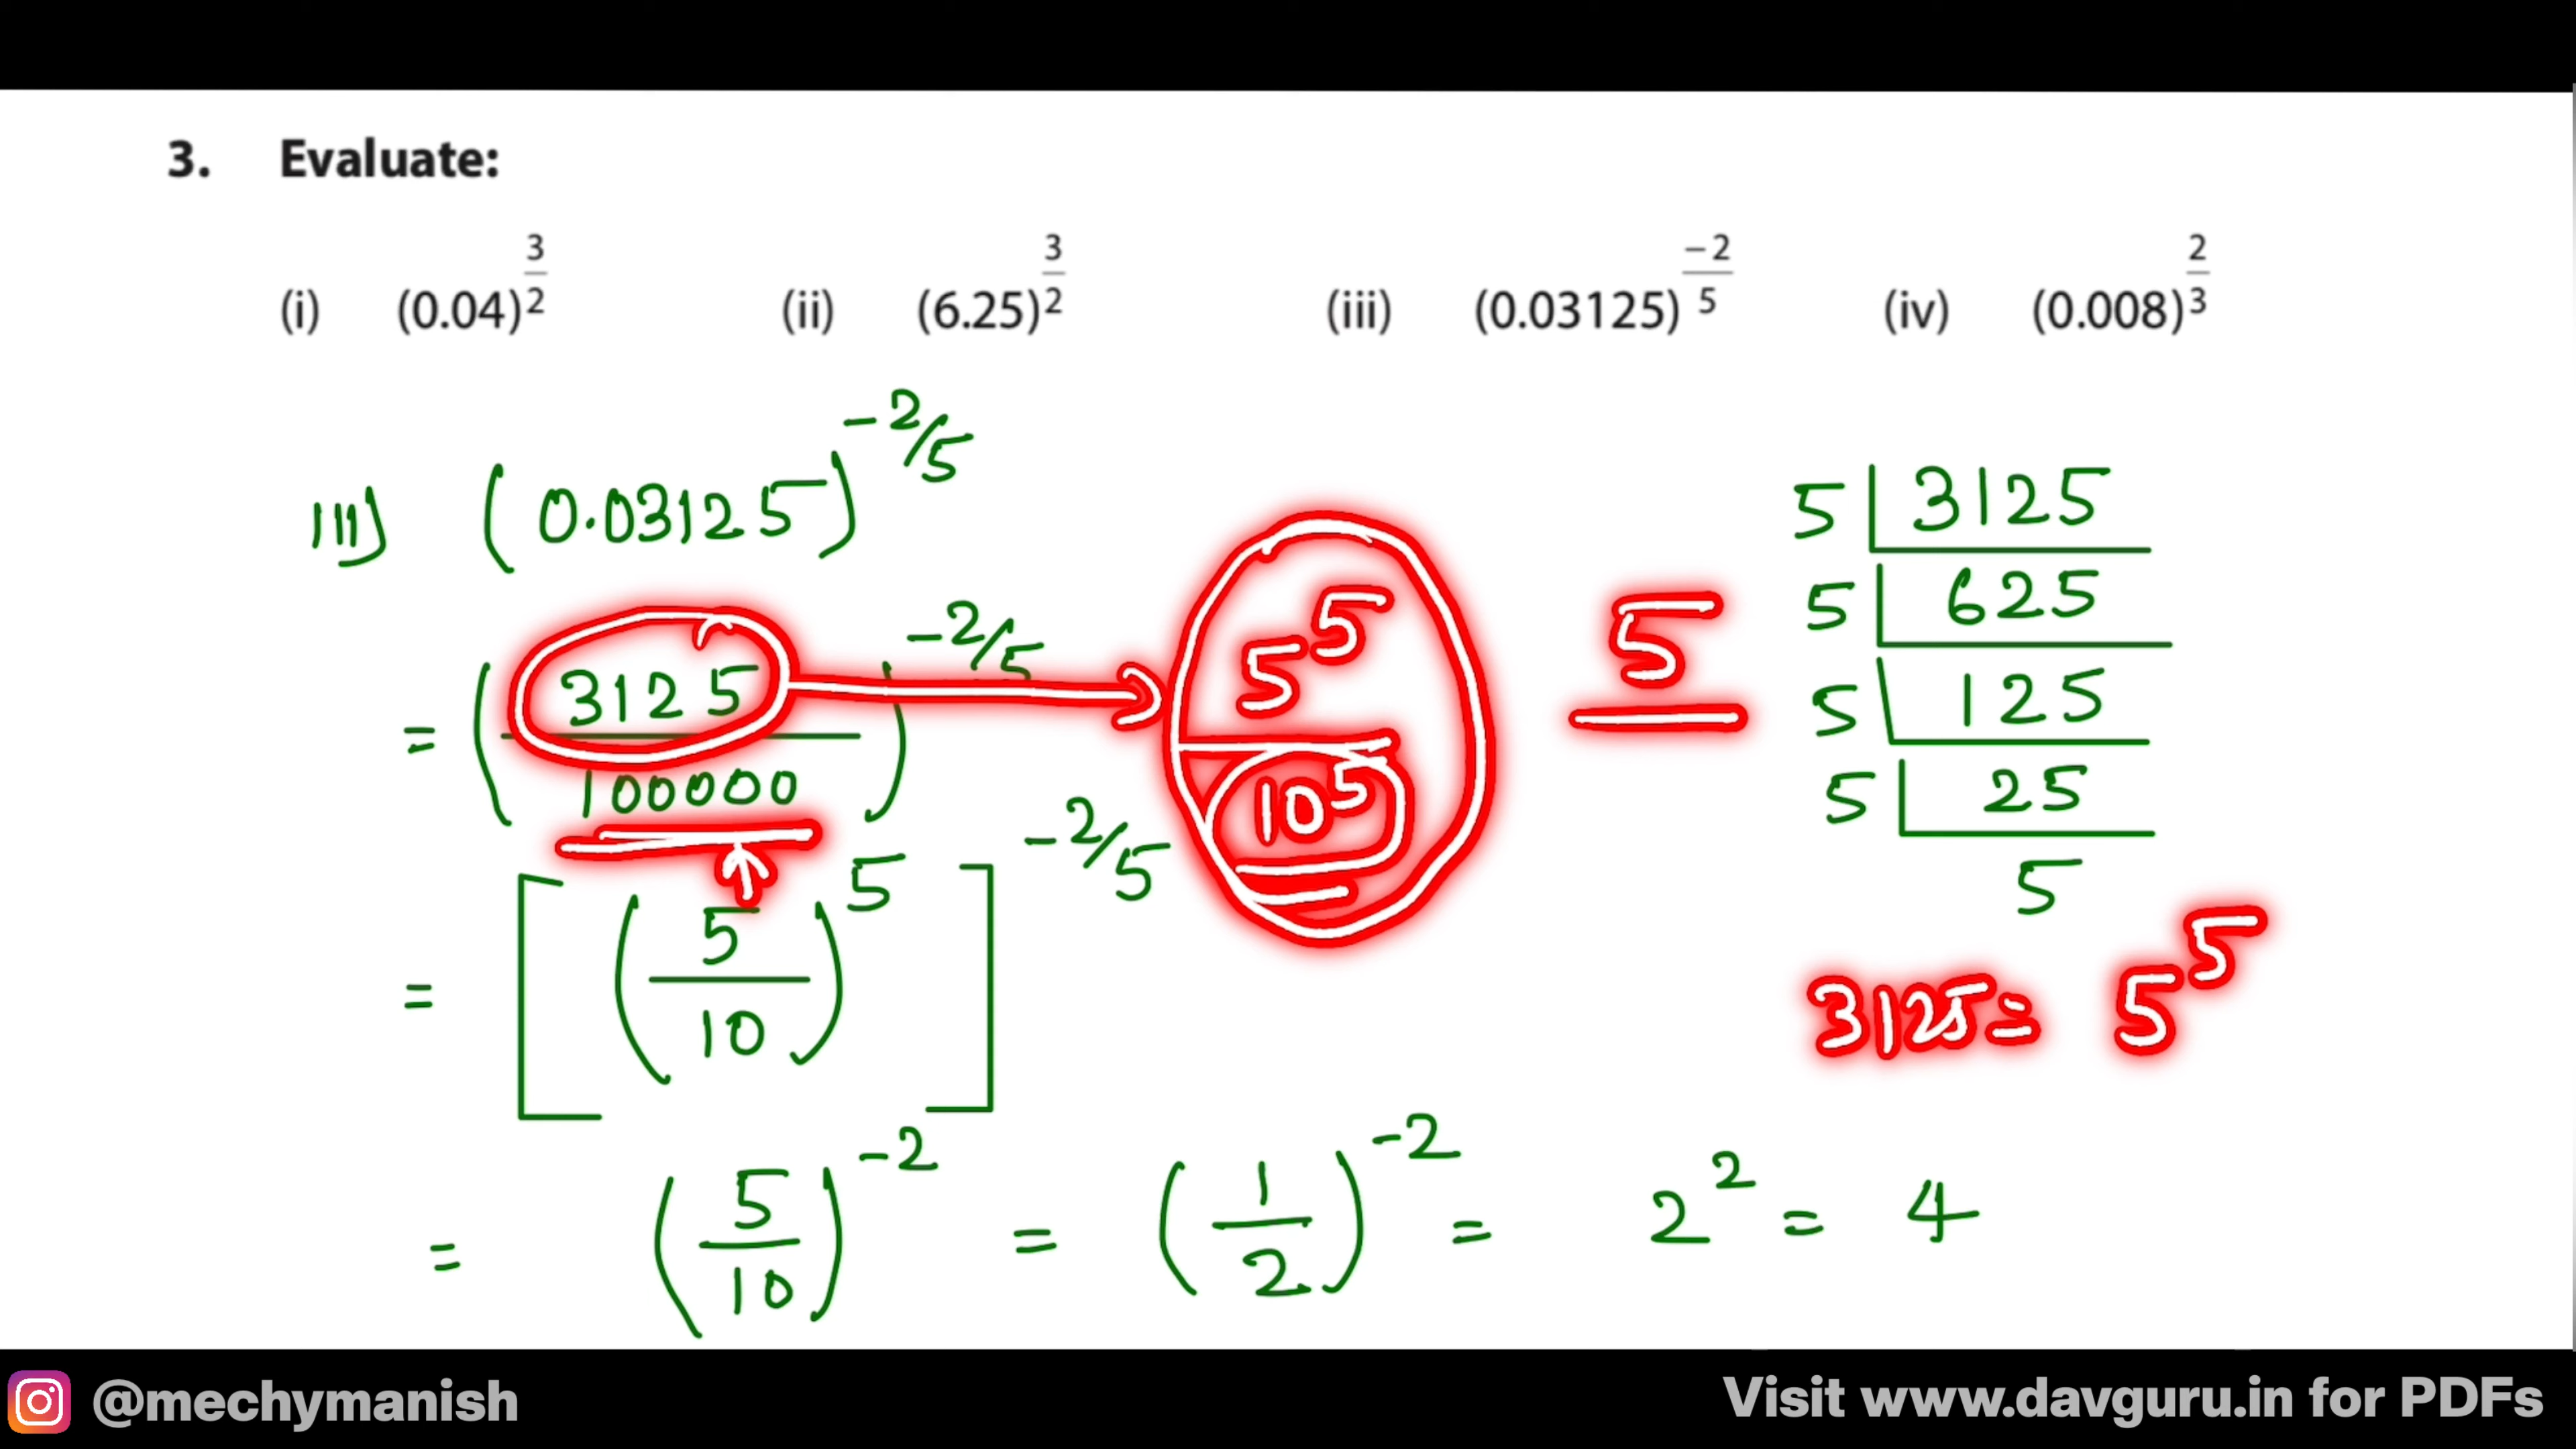 3. Evaluate:
(i) (0.04)^{3/2} (ii) (6.25)^{3/2} (iii) (0.03125)^{-2/5} (iv) (0.008)^{2/3}
iii) (0.03125)^{-2/5}
= (3125/100000)^{-2/5}
= [(5/10)^5]^{-2/5}
= (5/10)^{-2} = (1/2)^{-2} = 2^2 = 4
5^5
10^5
5
5 | 3125
5 | 625
5 | 125
5 | 25
5
3125 = 5^5
@mechymanish
Visit www.davguru.in for PDFs